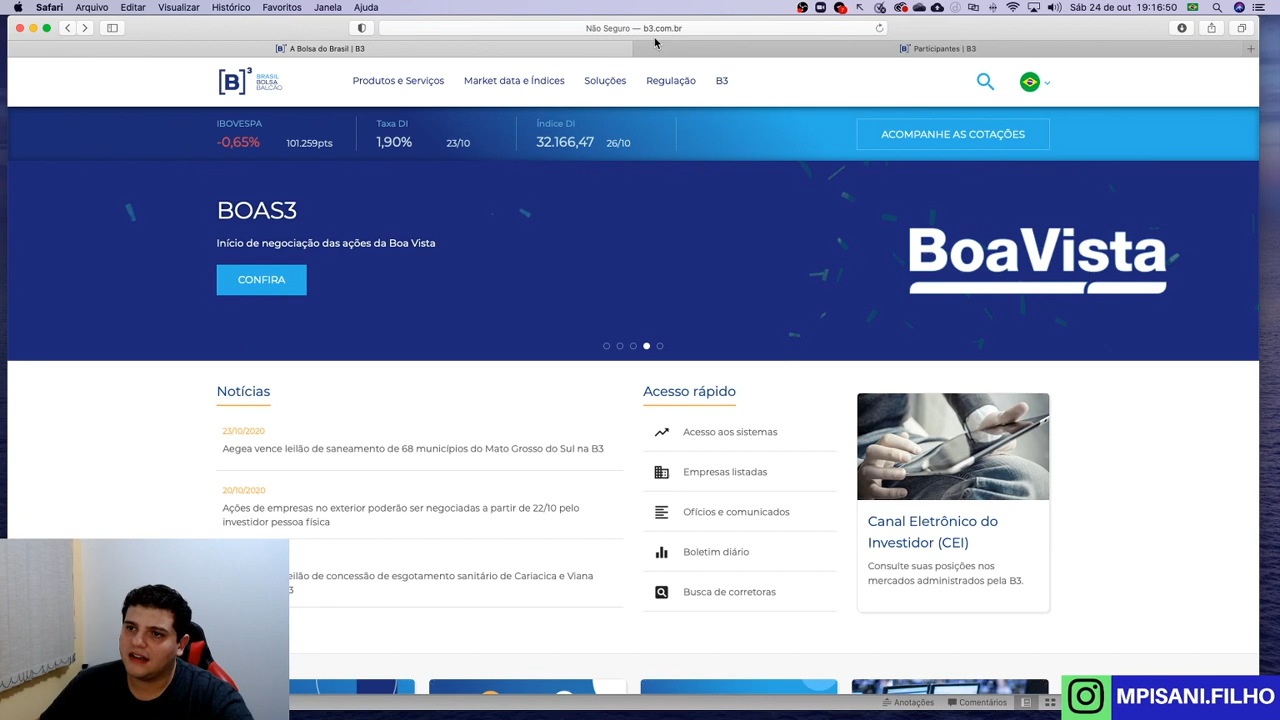 Safari Arquivo Editar Visualizar Histórico Favoritos Janela Ajuda Sáb 24 de out 19:16:50
Não Seguro — b3.com.br
A Bolsa do Brasil | B3 Participantes | B3
[B]³ BRASIL BOLSA BALCÃO Produtos e Serviços Market data e Índices Soluções Regulação B3
IBOVESPA Taxa DI Índice DI
-0,65% 101.259pts 1,90% 23/10 32.166,47 26/10
ACOMPANHE AS COTAÇÕES
BOAS3
Início de negociação das ações da Boa Vista
CONFIRA
BoaVista
Notícias
23/10/2020
Aegea vence leilão de saneamento de 68 municípios do Mato Grosso do Sul na B3
20/10/2020
Ações de empresas no exterior poderão ser negociadas a partir de 22/10 pelo
investidor pessoa física
leilão de concessão de esgotamento sanitário de Cariacica e Viana
3
Acesso rápido
Acesso aos sistemas
Empresas listadas
Ofícios e comunicados
Boletim diário
Busca de corretoras
Canal Eletrônico do
Investidor (CEI)
Consulte suas posições nos
mercados administrados pela B3.
Anotações Comentários
MPISANI.FILHO